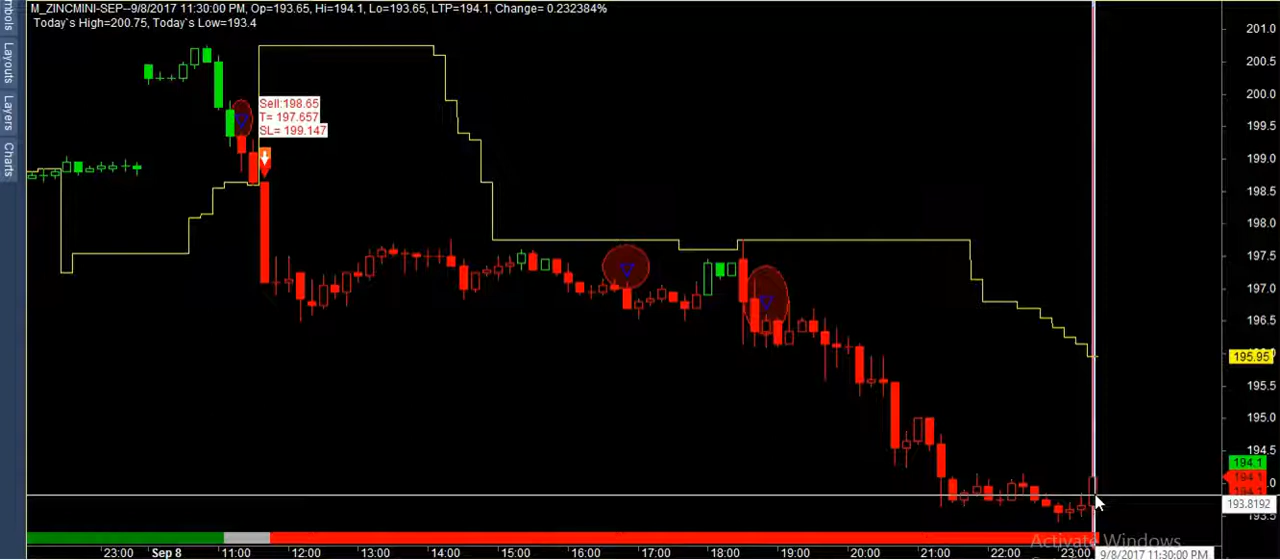 M_ZINCMINI-SEP--9/8/2017 11:30:00 PM, Op=193.65, Hi=194.1, Lo=193.65, LTP=194.1, Change= 0.232384%
Today`s High=200.75, Today`s Low=193.4
Layouts
Layers
Charts
Sell:198.65
T= 197.657
SL= 199.147
201.0
200.5
200.0
199.5
199.0
198.5
198.0
197.5
197.0
196.5
195.95
195.5
195.0
194.5
194.1
194.1
193.8192
193.5
Activate Windows
23:00 Sep 8 11:00 12:00 13:00 14:00 15:00 16:00 17:00 18:00 19:00 20:00 21:00 22:00 23:00
9/8/2017 11:30:00 PM